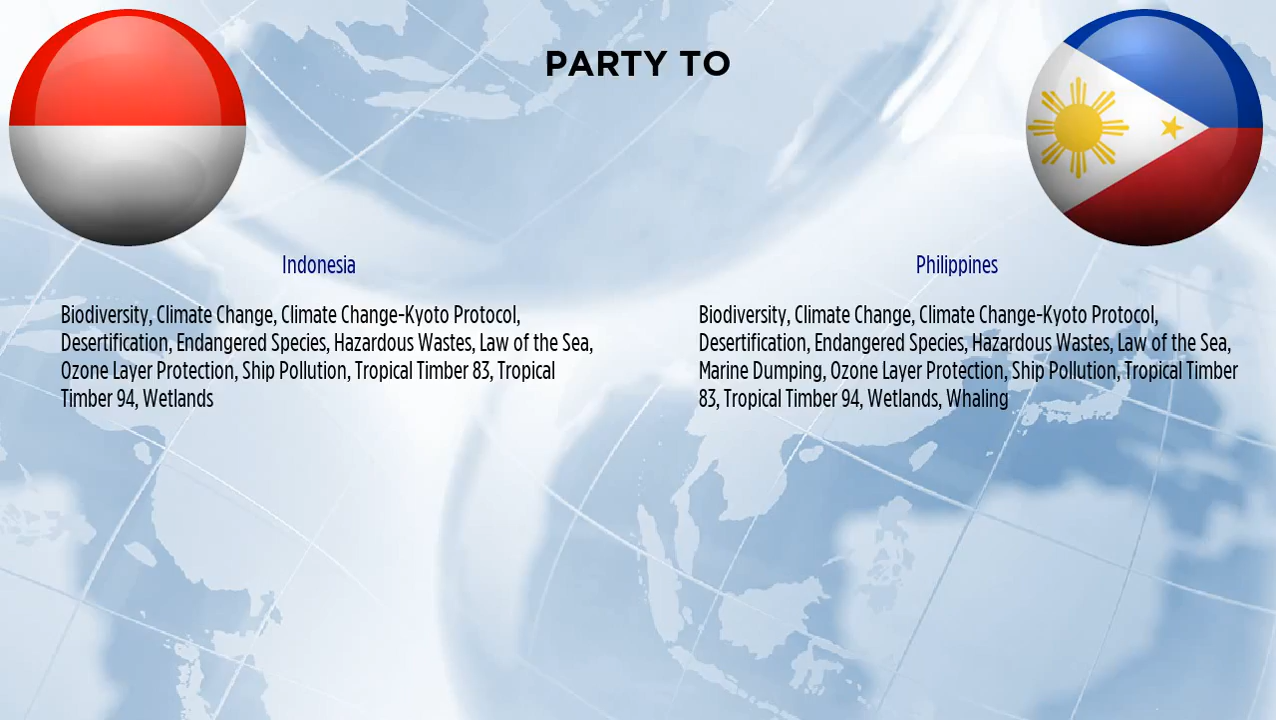 PARTY TO
Indonesia
Biodiversity, Climate Change, Climate Change-Kyoto Protocol,
Desertification, Endangered Species, Hazardous Wastes, Law of the Sea,
Ozone Layer Protection, Ship Pollution, Tropical Timber 83, Tropical
Timber 94, Wetlands
Philippines
Biodiversity, Climate Change, Climate Change-Kyoto Protocol,
Desertification, Endangered Species, Hazardous Wastes, Law of the Sea,
Marine Dumping, Ozone Layer Protection, Ship Pollution, Tropical Timber
83, Tropical Timber 94, Wetlands, Whaling